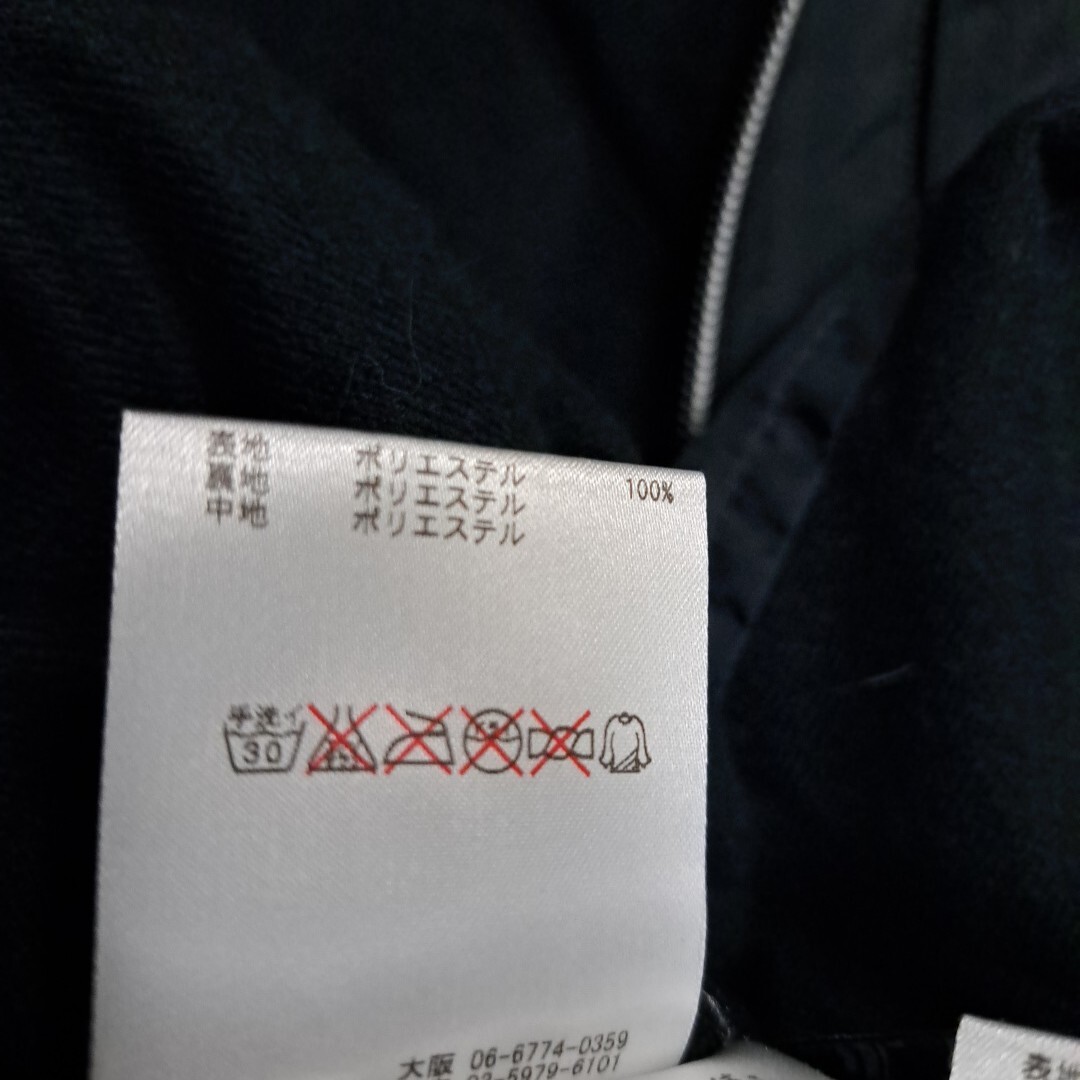 表地 ポリエステル 100%
裏地 ポリエステル
中地 ポリエステル
手洗イ
30
大阪 06-6774-0359
03-5979-6101